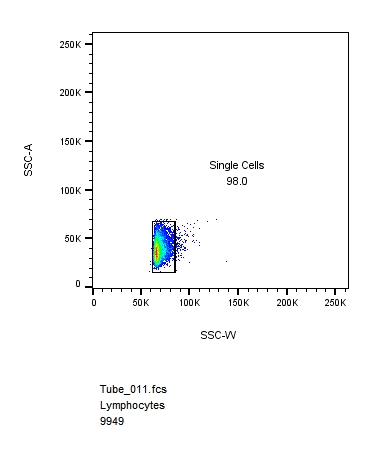 250K
200K
150K
100K
50K
0
SSC-A
Single Cells
98.0
0 50K 100K 150K 200K 250K
SSC-W
Tube_011.fcs
Lymphocytes
9949